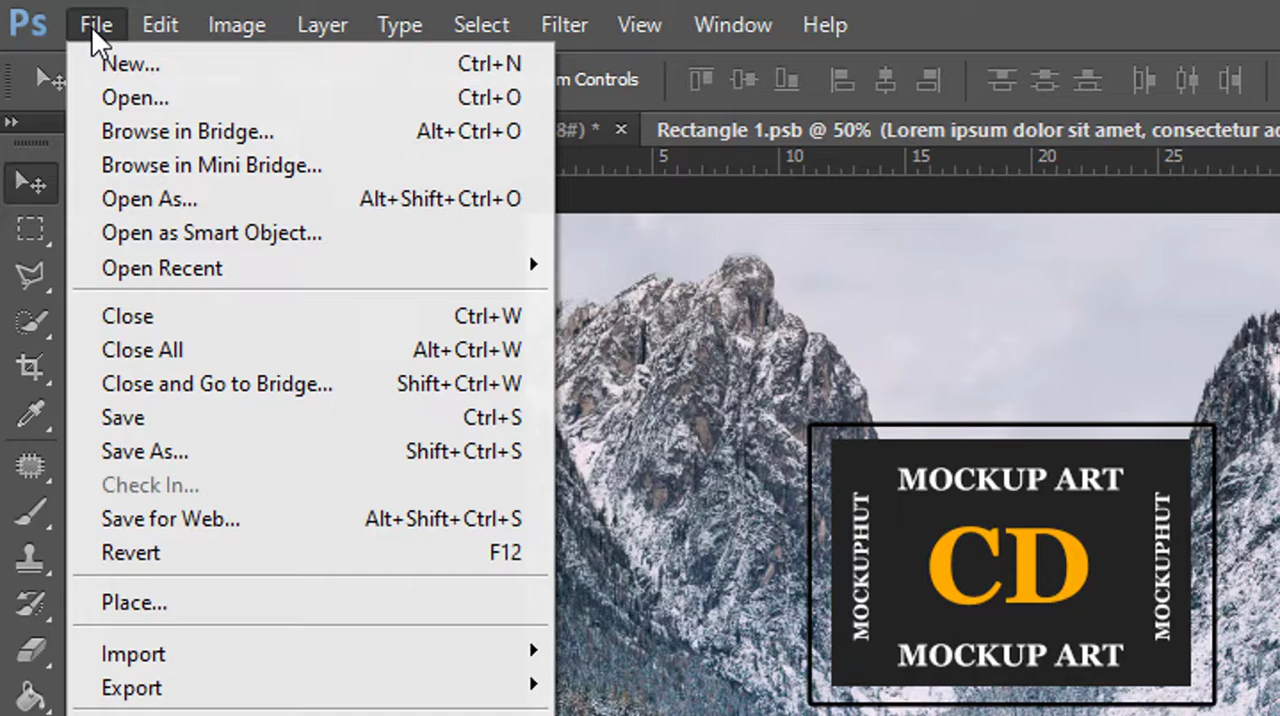 Ps File Edit Image Layer Type Select Filter View Window Help
m Controls
8#) * × Rectangle 1.psb @ 50% (Lorem ipsum dolor sit amet, consectetur ad
5 10 15 20 25
New... Ctrl+N
Open... Ctrl+O
Browse in Bridge... Alt+Ctrl+O
Browse in Mini Bridge...
Open As... Alt+Shift+Ctrl+O
Open as Smart Object...
Open Recent
Close Ctrl+W
Close All Alt+Ctrl+W
Close and Go to Bridge... Shift+Ctrl+W
Save Ctrl+S
Save As... Shift+Ctrl+S
Check In...
Save for Web... Alt+Shift+Ctrl+S
Revert F12
Place...
Import
Export
MOCKUP ART
MOCKUPHUT
CD
MOCKUPHUT
MOCKUP ART